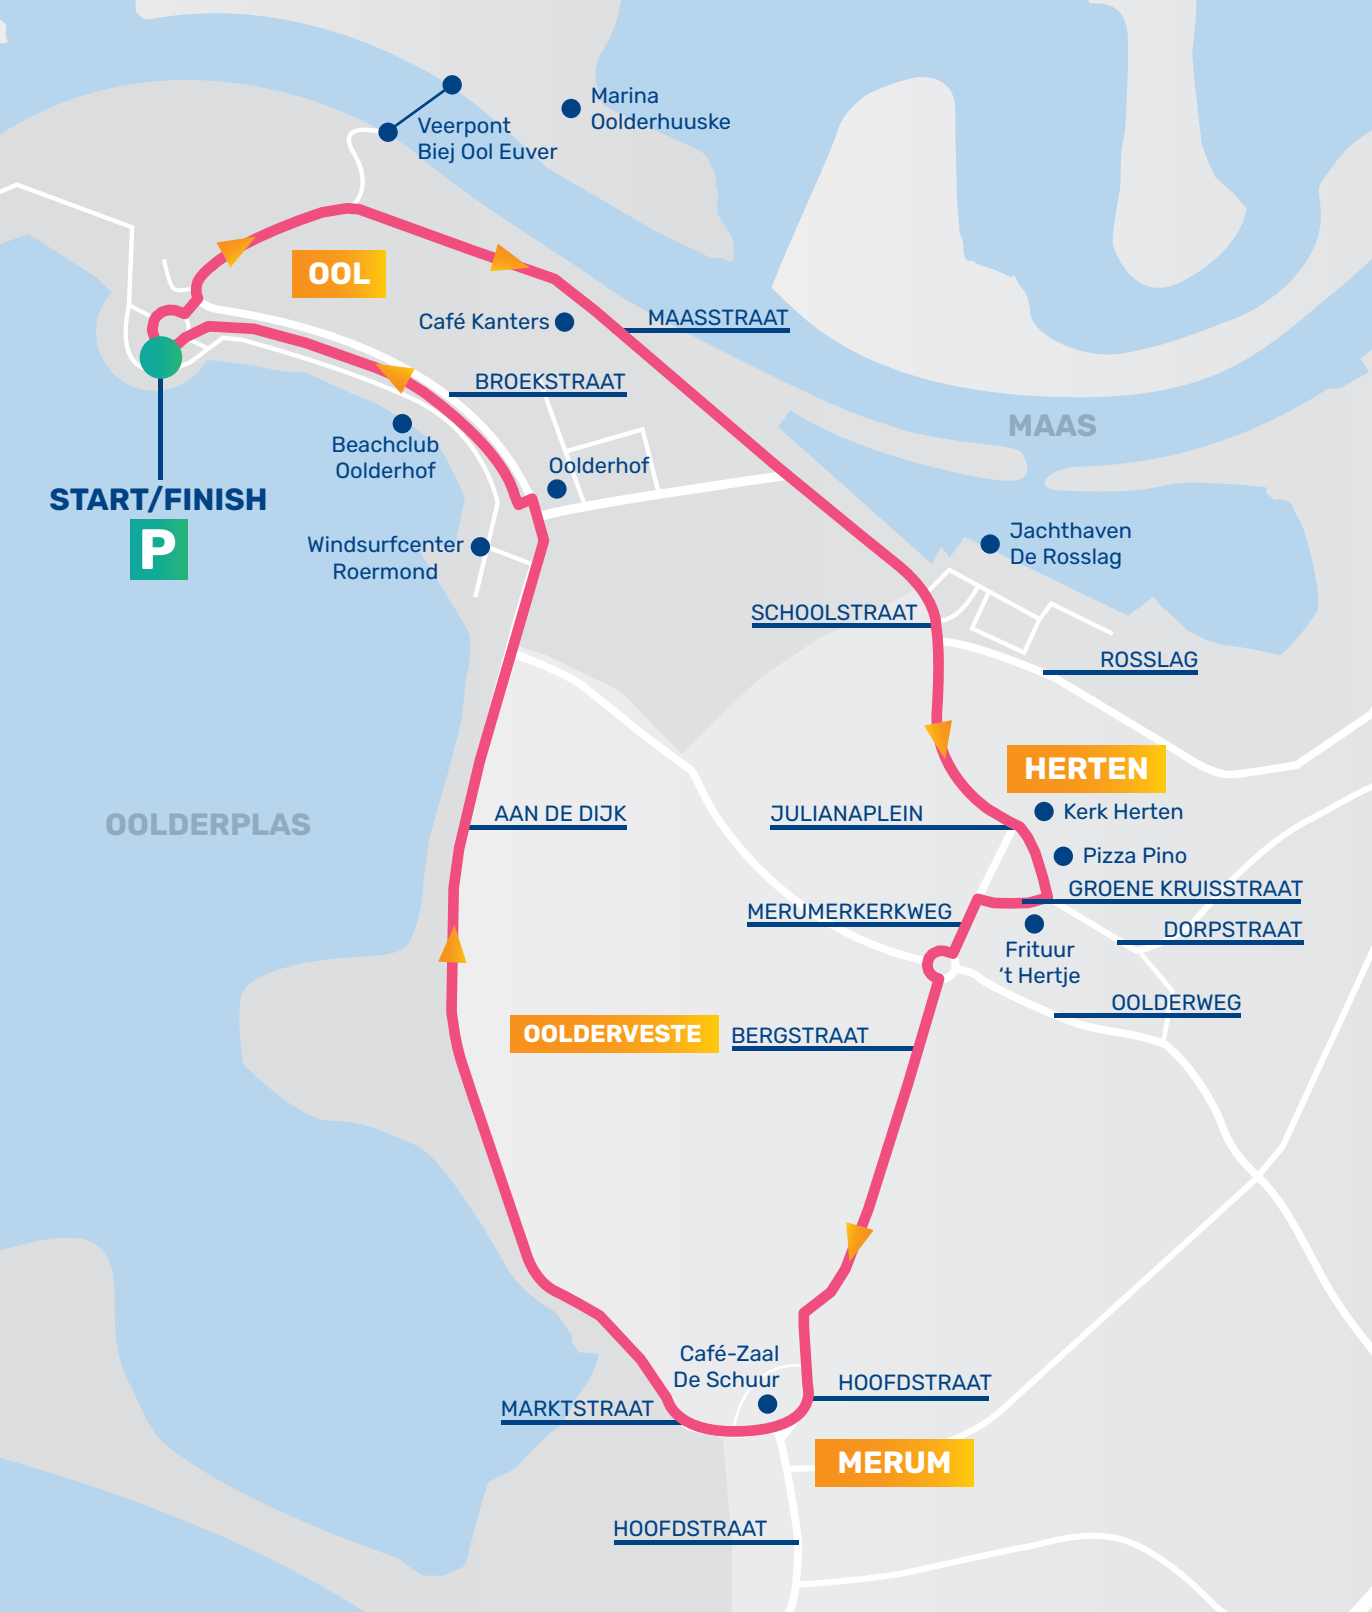 Marina
Oolderhuuske
Veerpont
Biej Ool Euver
OOL
Café Kanters
MAASSTRAAT
BROEKSTRAAT
MAAS
Beachclub
Oolderhof
Oolderhof
START/FINISH
P
Windsurfcenter
Roermond
Jachthaven
De Rosslag
SCHOOLSTRAAT
ROSSLAG
HERTEN
OOLDERPLAS
AAN DE DIJK
JULIANAPLEIN
Kerk Herten
Pizza Pino
GROENE KRUISSTRAAT
MERUMERKERKWEG
DORPSTRAAT
Frituur
‘t Hertje
OOLDERWEG
OOLDERVESTE
BERGSTRAAT
Café-Zaal
De Schuur
HOOFDSTRAAT
MARKTSTRAAT
MERUM
HOOFDSTRAAT